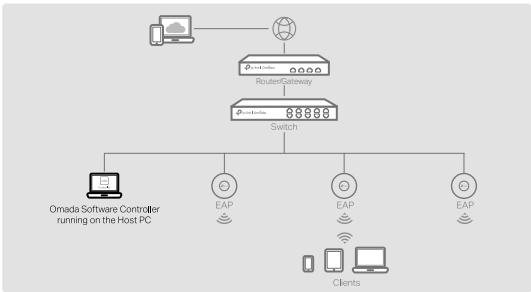 Router/Gateway
Switch
Omada Software Controller
running on the Host PC
EAP
EAP
EAP
Clients